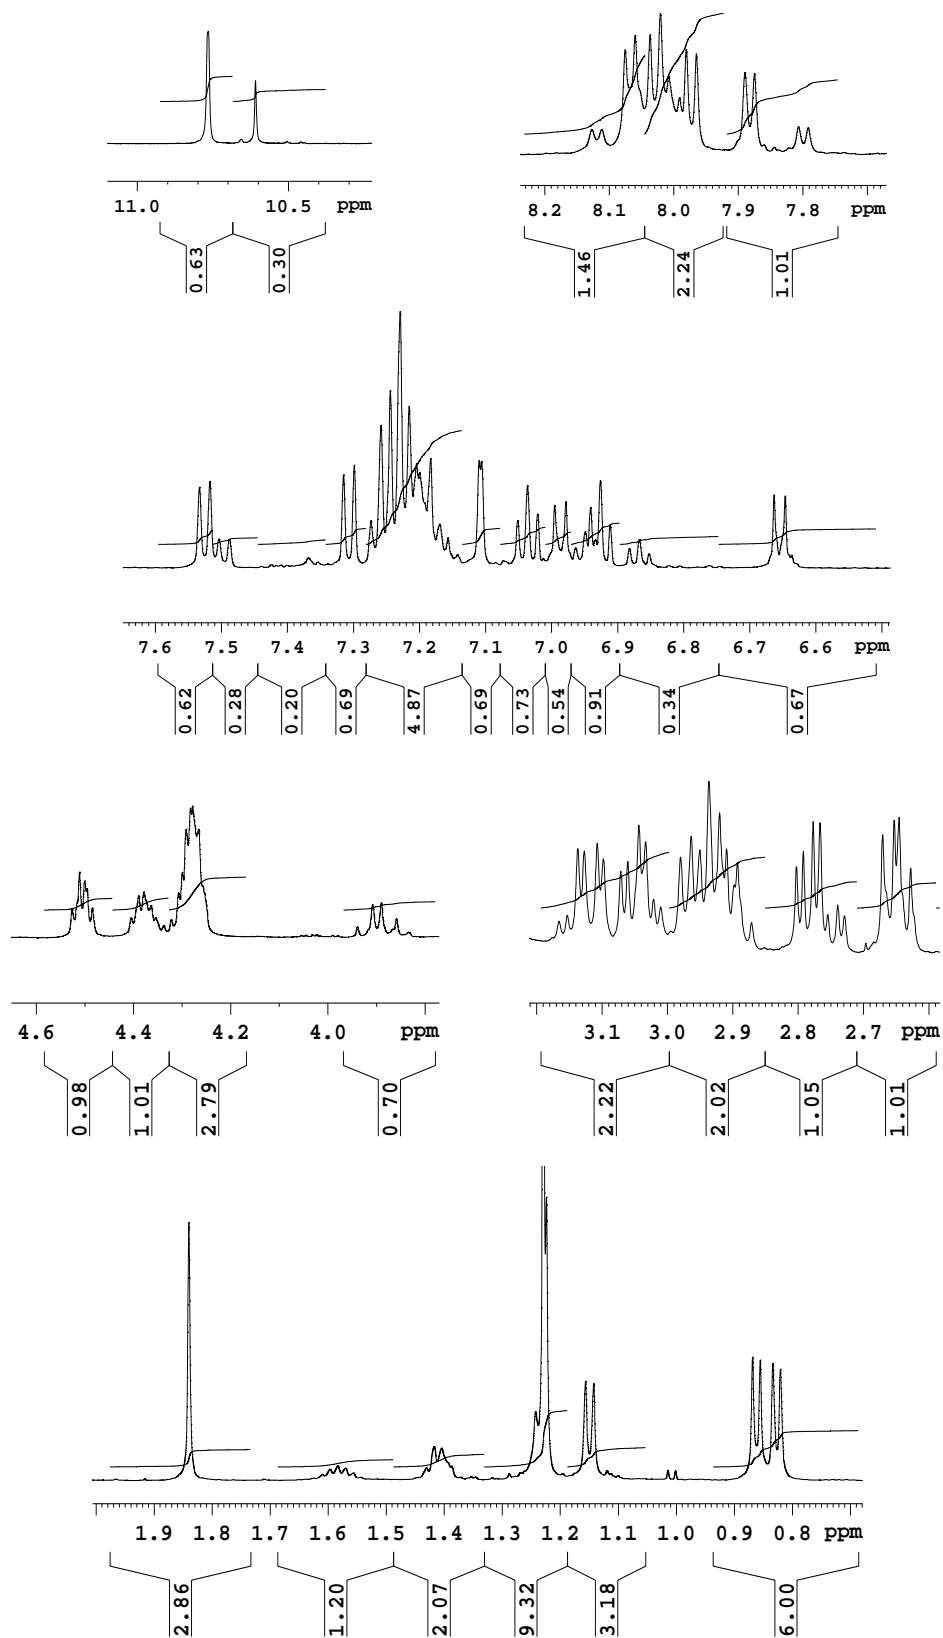 11.0 10.5 ppm
0.63 0.30
8.2 8.1 8.0 7.9 7.8 ppm
1.46 2.24 1.01
7.6 7.5 7.4 7.3 7.2 7.1 7.0 6.9 6.8 6.7 6.6 ppm
0.62 0.28 0.20 0.69 4.87 0.69 0.73 0.54 0.91 0.34 0.67
4.6 4.4 4.2 4.0 ppm
0.98 1.01 2.79 0.70
3.1 3.0 2.9 2.8 2.7 ppm
2.22 2.02 1.05 1.01
1.9 1.8 1.7 1.6 1.5 1.4 1.3 1.2 1.1 1.0 0.9 0.8 ppm
2.86 1.20 2.07 9.32 3.18 6.00